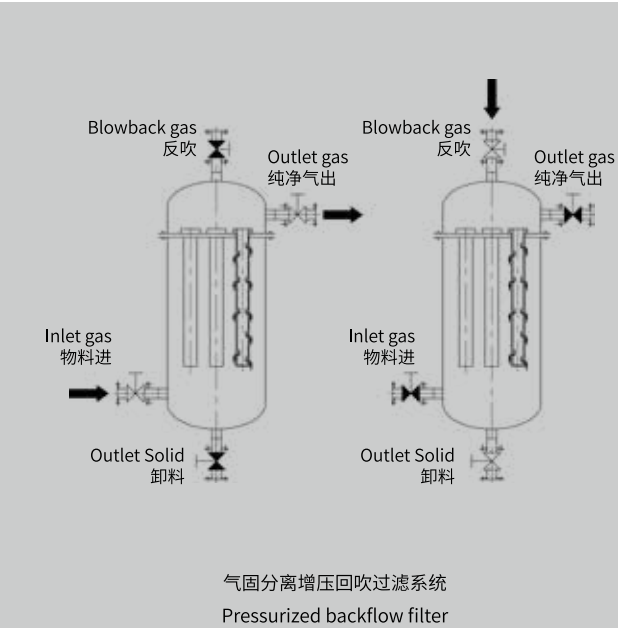 Blowback gas
反吹
Outlet gas
纯净气出
Inlet gas
物料进
Outlet Solid
卸料
Blowback gas
反吹
Outlet gas
纯净气出
Inlet gas
物料进
Outlet Solid
卸料
气固分离增压回吹过滤系统
Pressurized backflow filter